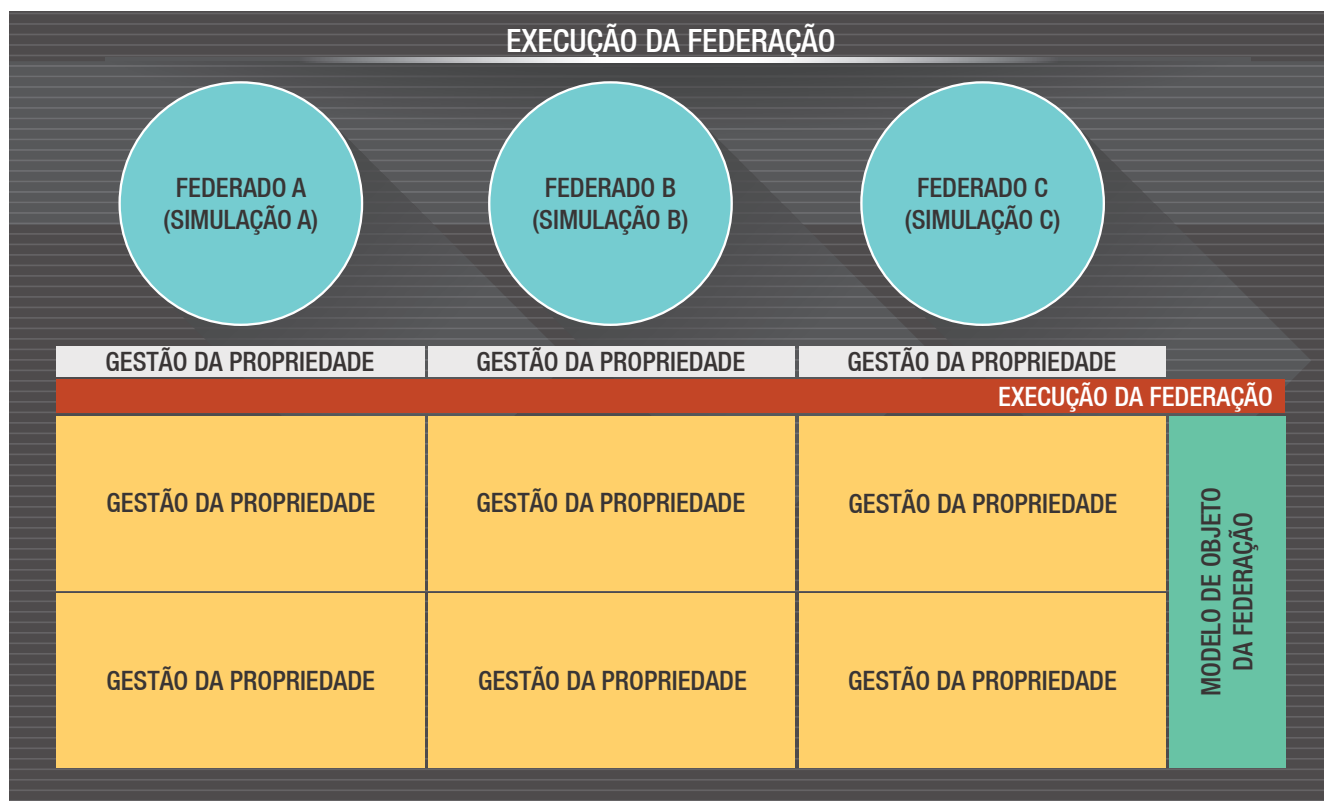 EXECUÇÃO DA FEDERAÇÃO
FEDERADO A
(SIMULAÇÃO A)
FEDERADO B
(SIMULAÇÃO B)
FEDERADO C
(SIMULAÇÃO C)
GESTÃO DA PROPRIEDADE
GESTÃO DA PROPRIEDADE
GESTÃO DA PROPRIEDADE
EXECUÇÃO DA FEDERAÇÃO
GESTÃO DA PROPRIEDADE
GESTÃO DA PROPRIEDADE
GESTÃO DA PROPRIEDADE
GESTÃO DA PROPRIEDADE
GESTÃO DA PROPRIEDADE
GESTÃO DA PROPRIEDADE
MODELO DE OBJETO
DA FEDERAÇÃO